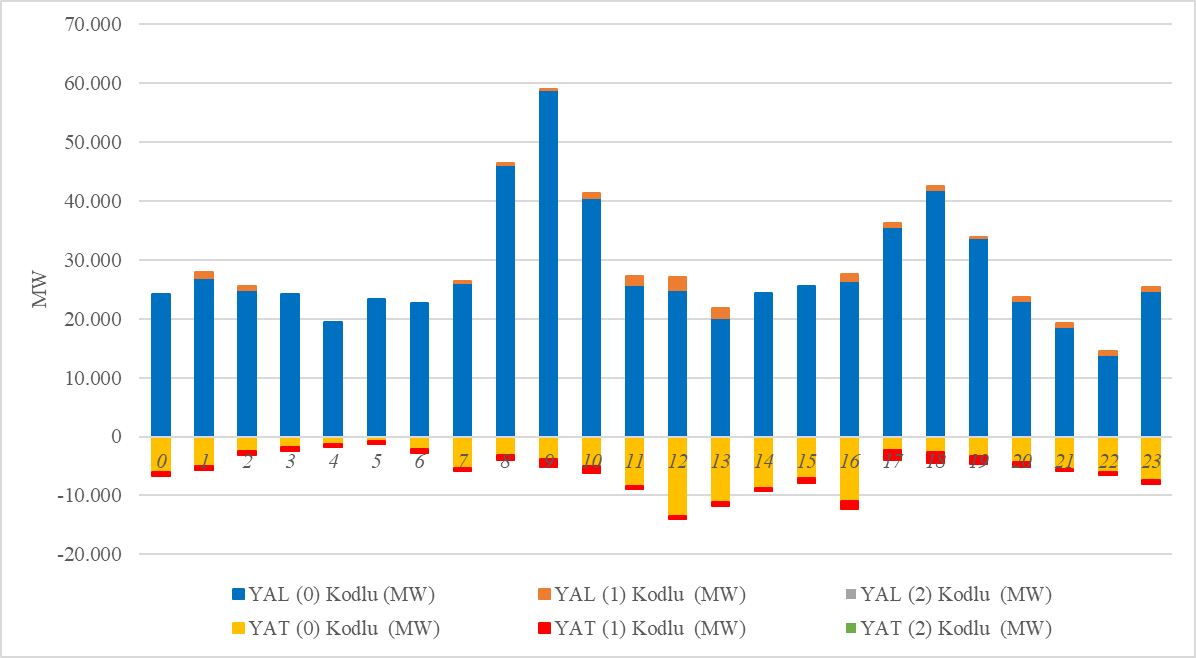 70.000
60.000
50.000
40.000
30.000
20.000
10.000
0
-10.000
-20.000
MW
0 1 2 3 4 5 6 7 8 9 10 11 12 13 14 15 16 17 18 19 20 21 22 23
YAL (0) Kodlu (MW) YAL (1) Kodlu (MW) YAL (2) Kodlu (MW)
YAT (0) Kodlu (MW) YAT (1) Kodlu (MW) YAT (2) Kodlu (MW)